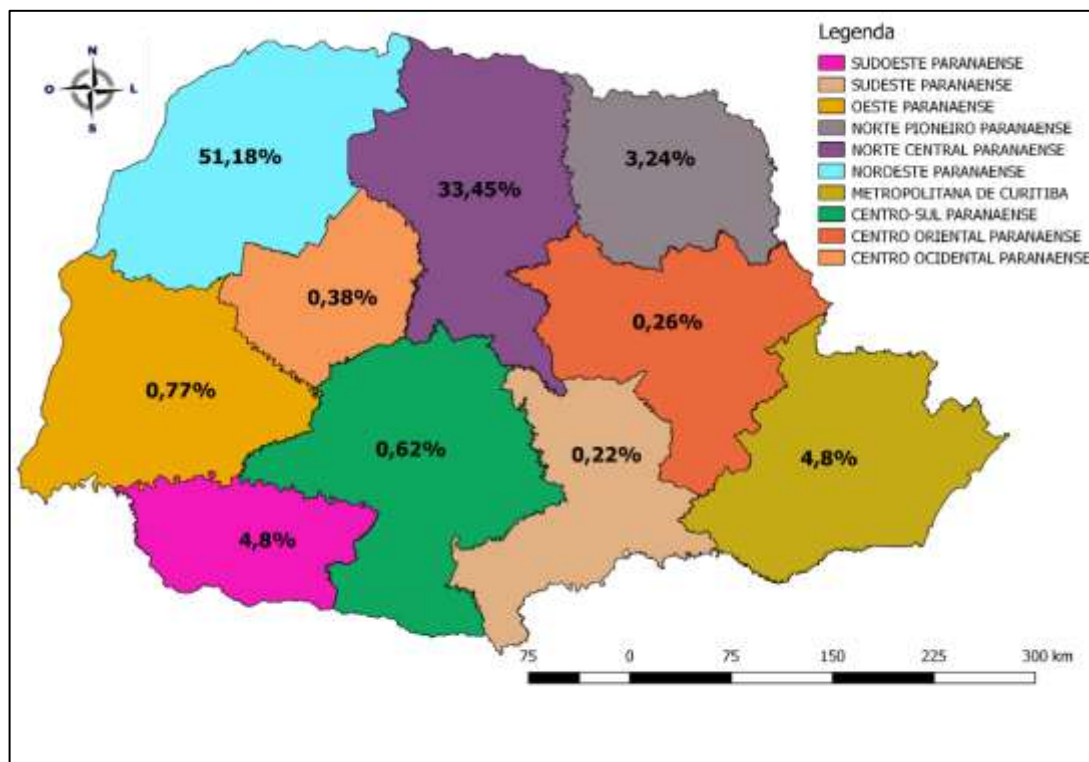 Legenda
SUDOESTE PARANAENSE
SUDESTE PARANAENSE
OESTE PARANAENSE
NORTE PIONEIRO PARANAENSE
NORTE CENTRAL PARANAENSE
NOROESTE PARANAENSE
METROPOLITANA DE CURITIBA
CENTRO-SUL PARANAENSE
CENTRO ORIENTAL PARANAENSE
CENTRO OCIDENTAL PARANAENSE
N
O L
S
51,18%
33,45%
3,24%
0,38%
0,26%
0,77%
0,62%
0,22%
4,8%
4,8%
75 0 75 150 225 300 km